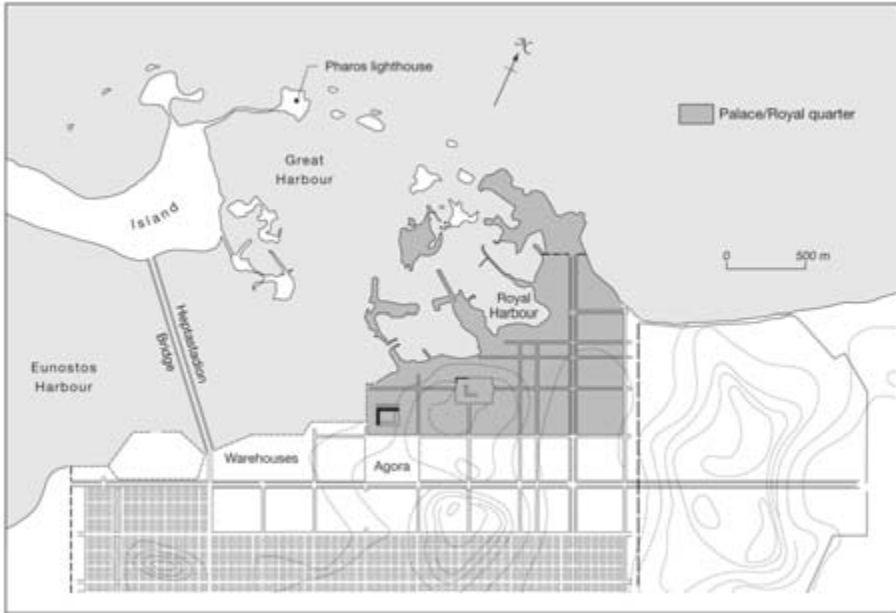 Pharos lighthouse
Palace/Royal quarter
Great
Harbour
Island
0
500 m
Royal
Harbour
Heptastadion
Bridge
Eunostos
Harbour
Warehouses
Agora